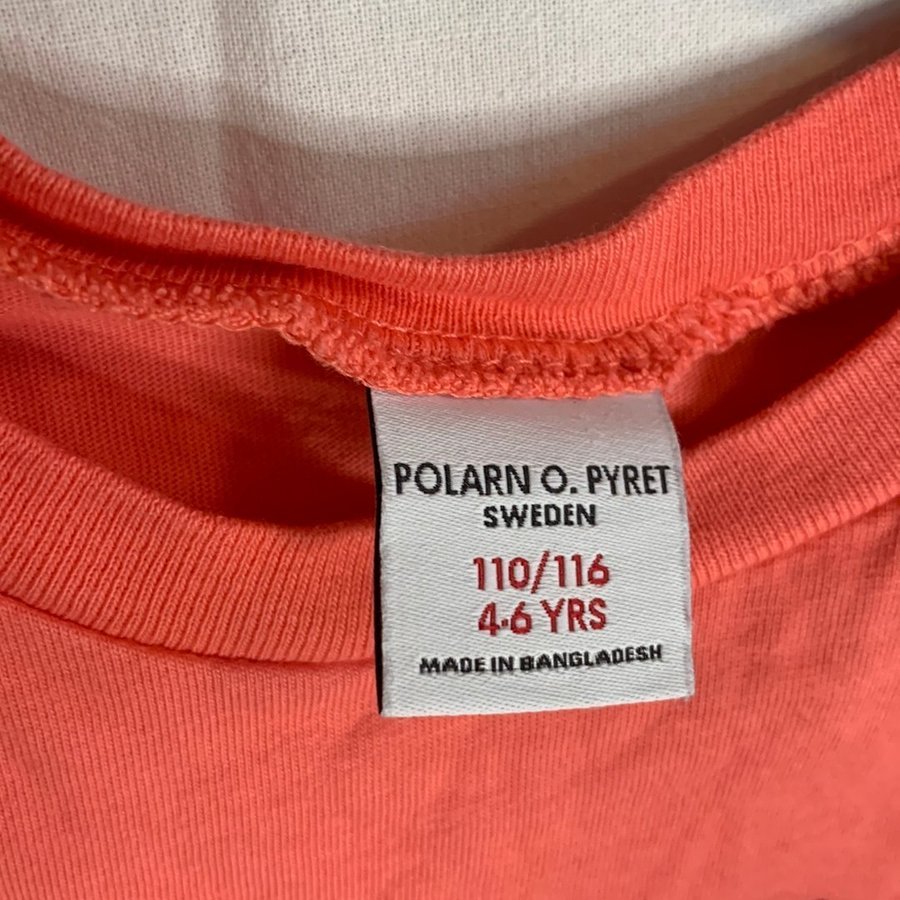 POLARN O. PYRET
SWEDEN
110/116
4-6 YRS
MADE IN BANGLADESH